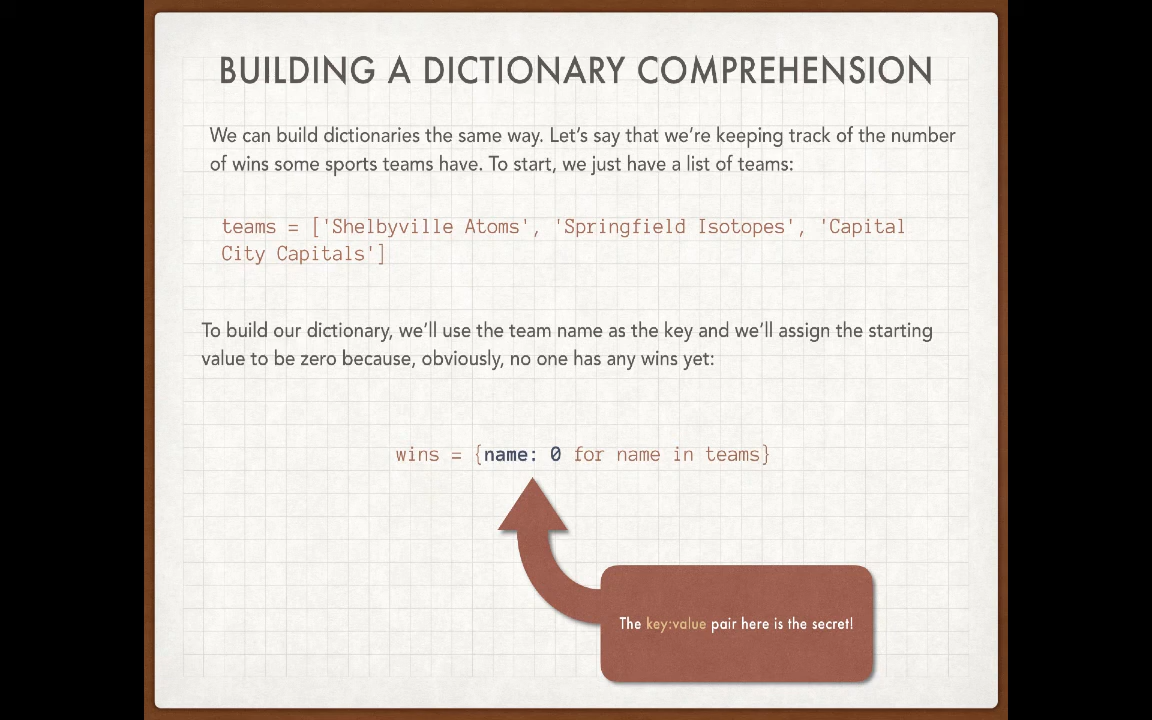 BUILDING A DICTIONARY COMPREHENSION
We can build dictionaries the same way. Let’s say that we’re keeping track of the number
of wins some sports teams have. To start, we just have a list of teams:
teams = ['Shelbyville Atoms', 'Springfield Isotopes', 'Capital
City Capitals']
To build our dictionary, we’ll use the team name as the key and we’ll assign the starting
value to be zero because, obviously, no one has any wins yet:
wins = {name: 0 for name in teams}
The key:value pair here is the secret!